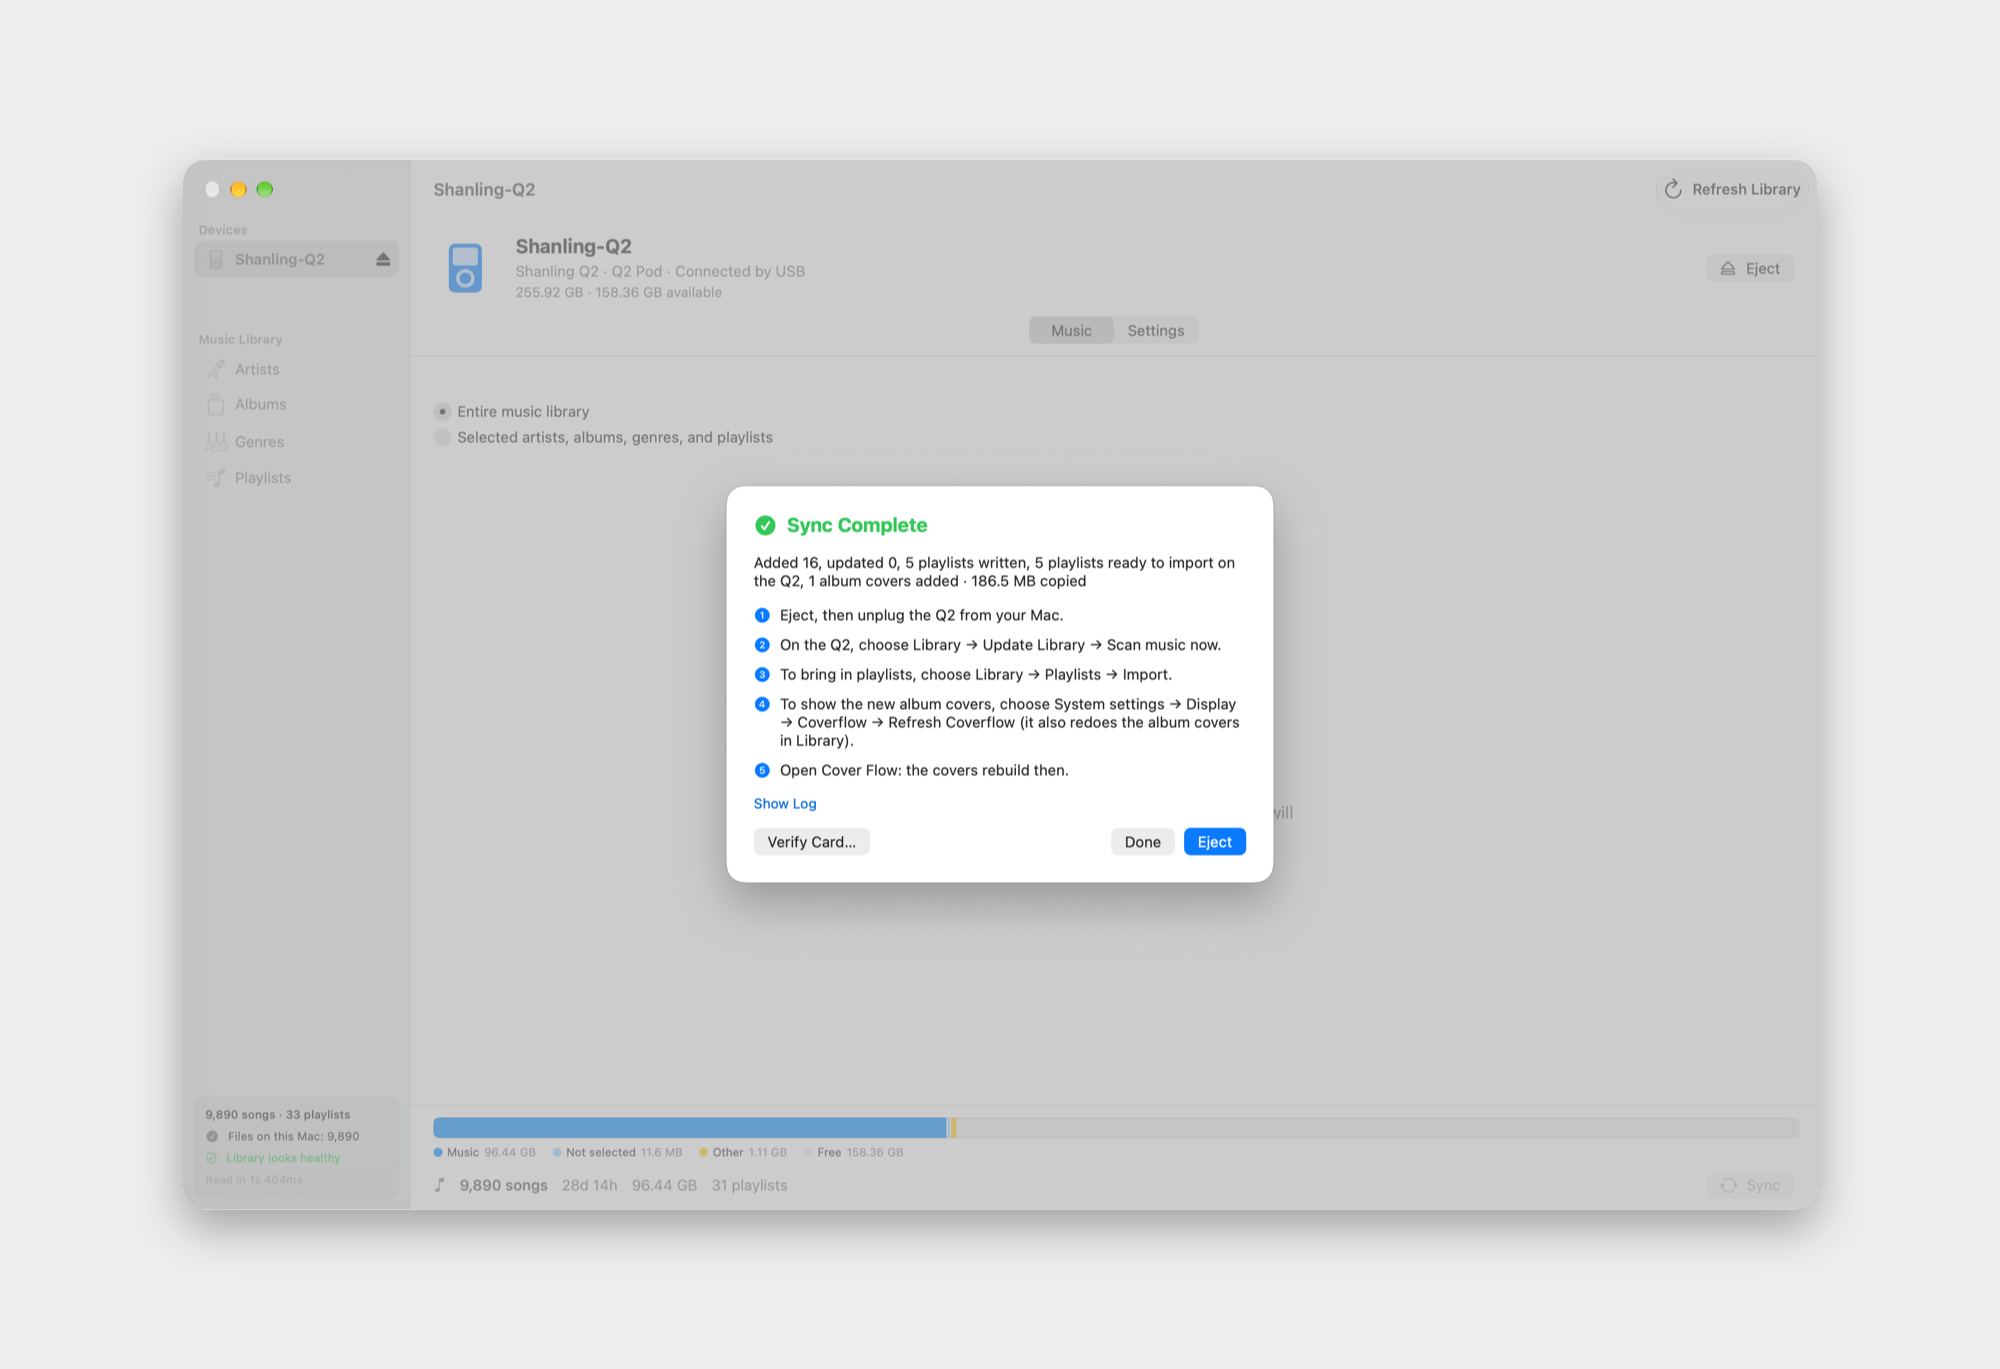 Shanling-Q2
Refresh Library
Devices
Shanling-Q2
Shanling-Q2
Shanling Q2 · Q2 Pod · Connected by USB
255.92 GB · 158.36 GB available
Eject
Music Settings
Music Library
Artists
Albums
Genres
Playlists
Entire music library
Selected artists, albums, genres, and playlists
Sync Complete
Added 16, updated 0, 5 playlists written, 5 playlists ready to import on
the Q2, 1 album covers added · 186.5 MB copied
1 Eject, then unplug the Q2 from your Mac.
2 On the Q2, choose Library → Update Library → Scan music now.
3 To bring in playlists, choose Library → Playlists → Import.
4 To show the new album covers, choose System settings → Display
→ Coverflow → Refresh Coverflow (it also redoes the album covers
in Library).
5 Open Cover Flow: the covers rebuild then.
Show Log
Verify Card... Done Eject
will
9,890 songs · 33 playlists
Files on this Mac: 9,890
Library looks healthy
Read in 1s 404ms
Music 96.44 GB Not selected 11.6 MB Other 1.11 GB Free 158.36 GB
9,890 songs 28d 14h 96.44 GB 31 playlists
Sync